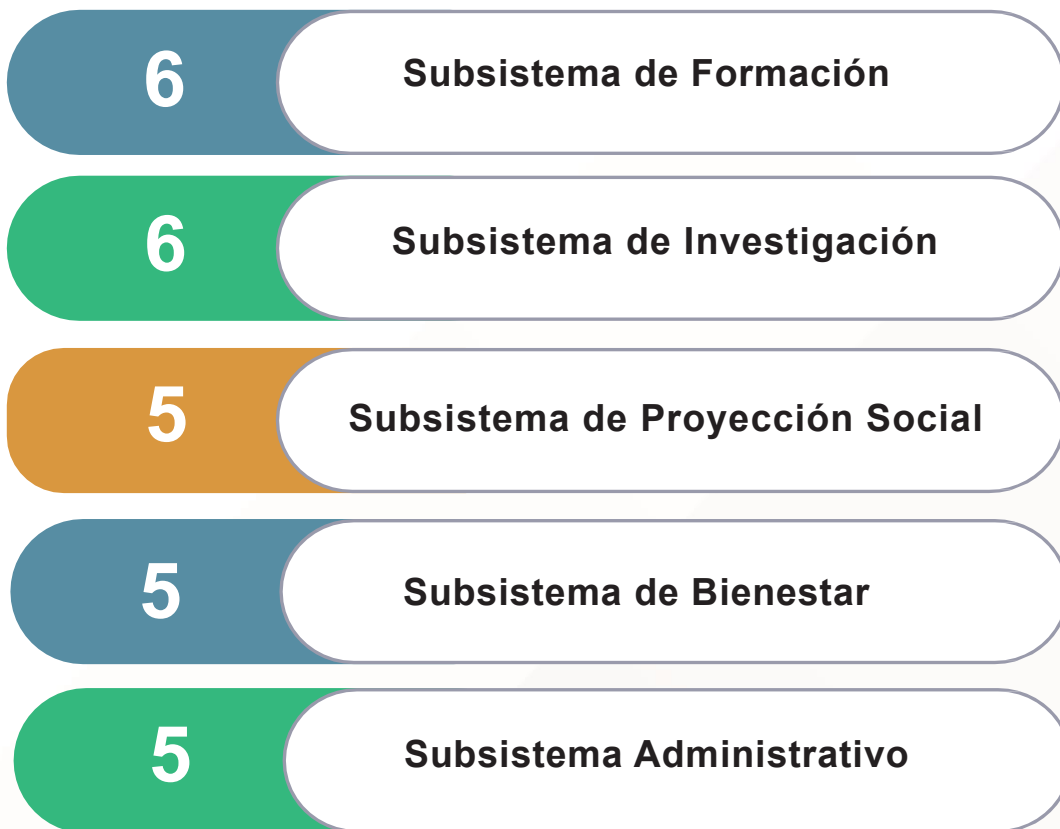 6 Subsistema de Formación
6 Subsistema de Investigación
5 Subsistema de Proyección Social
5 Subsistema de Bienestar
5 Subsistema Administrativo